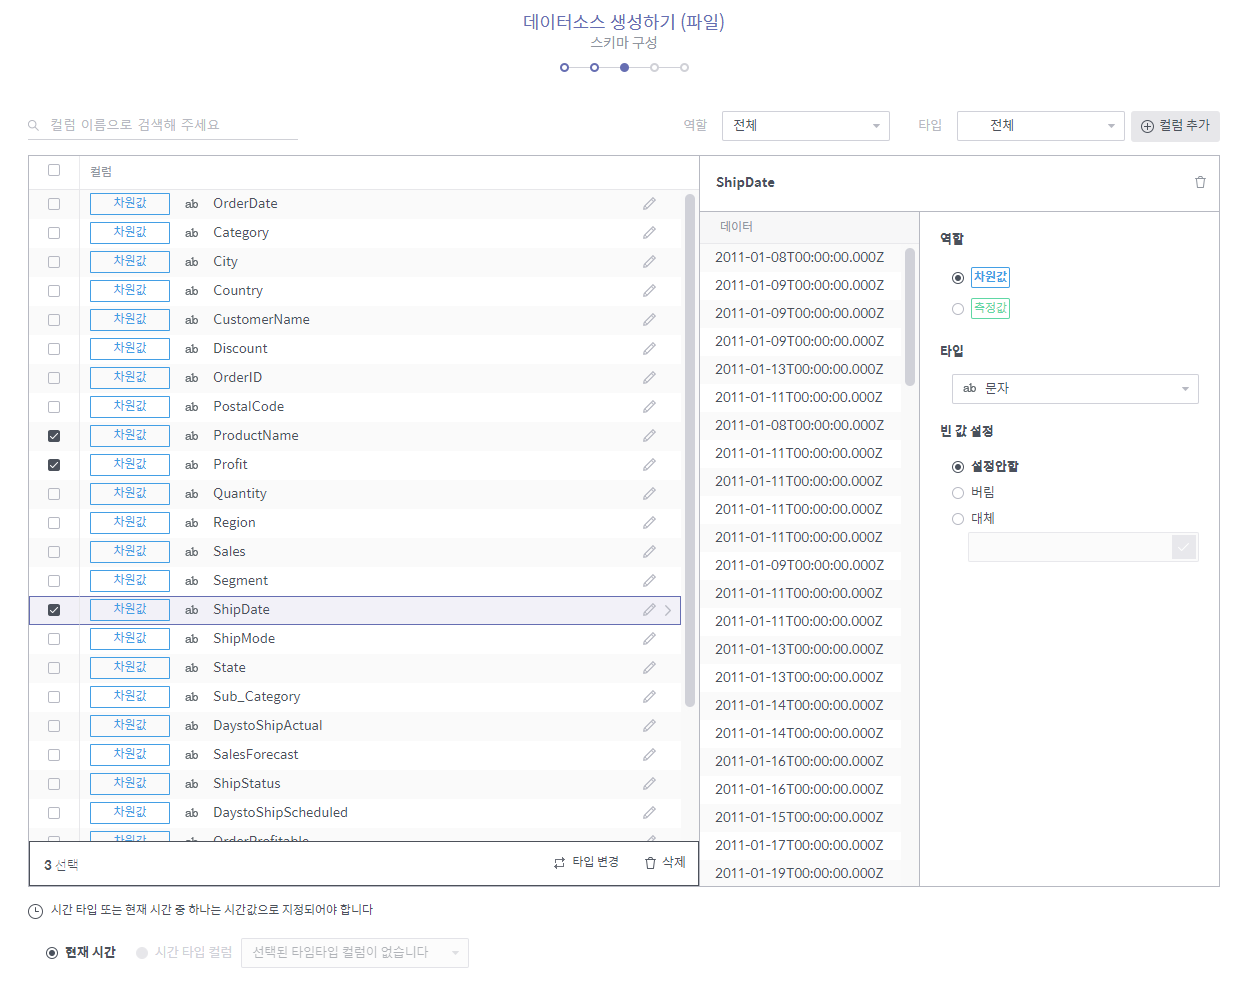 데이터소스 생성하기 (파일)
스키마 구성
컬럼 이름으로 검색해 주세요
역할 전체 타입 전체 컬럼 추가
컬럼
차원값 ab OrderDate
차원값 ab Category
차원값 ab City
차원값 ab Country
차원값 ab CustomerName
차원값 ab Discount
차원값 ab OrderID
차원값 ab PostalCode
차원값 ab ProductName
차원값 ab Profit
차원값 ab Quantity
차원값 ab Region
차원값 ab Sales
차원값 ab Segment
차원값 ab ShipDate
차원값 ab ShipMode
차원값 ab State
차원값 ab Sub_Category
차원값 ab DaystoShipActual
차원값 ab SalesForecast
차원값 ab ShipStatus
차원값 ab DaystoShipScheduled
차원값 ab OrderProfitable
3 선택 타입 변경 삭제
ShipDate
데이터
2011-01-08T00:00:00.000Z
2011-01-09T00:00:00.000Z
2011-01-09T00:00:00.000Z
2011-01-09T00:00:00.000Z
2011-01-13T00:00:00.000Z
2011-01-11T00:00:00.000Z
2011-01-08T00:00:00.000Z
2011-01-11T00:00:00.000Z
2011-01-11T00:00:00.000Z
2011-01-11T00:00:00.000Z
2011-01-11T00:00:00.000Z
2011-01-09T00:00:00.000Z
2011-01-11T00:00:00.000Z
2011-01-11T00:00:00.000Z
2011-01-13T00:00:00.000Z
2011-01-13T00:00:00.000Z
2011-01-14T00:00:00.000Z
2011-01-14T00:00:00.000Z
2011-01-16T00:00:00.000Z
2011-01-16T00:00:00.000Z
2011-01-15T00:00:00.000Z
2011-01-17T00:00:00.000Z
2011-01-19T00:00:00.000Z
역할
차원값
측정값
타입
ab 문자
빈 값 설정
설정안함
버림
대체
시간 타입 또는 현재 시간 중 하나는 시간값으로 지정되어야 합니다
현재 시간 시간 타입 컬럼 선택된 타임타입 컬럼이 없습니다